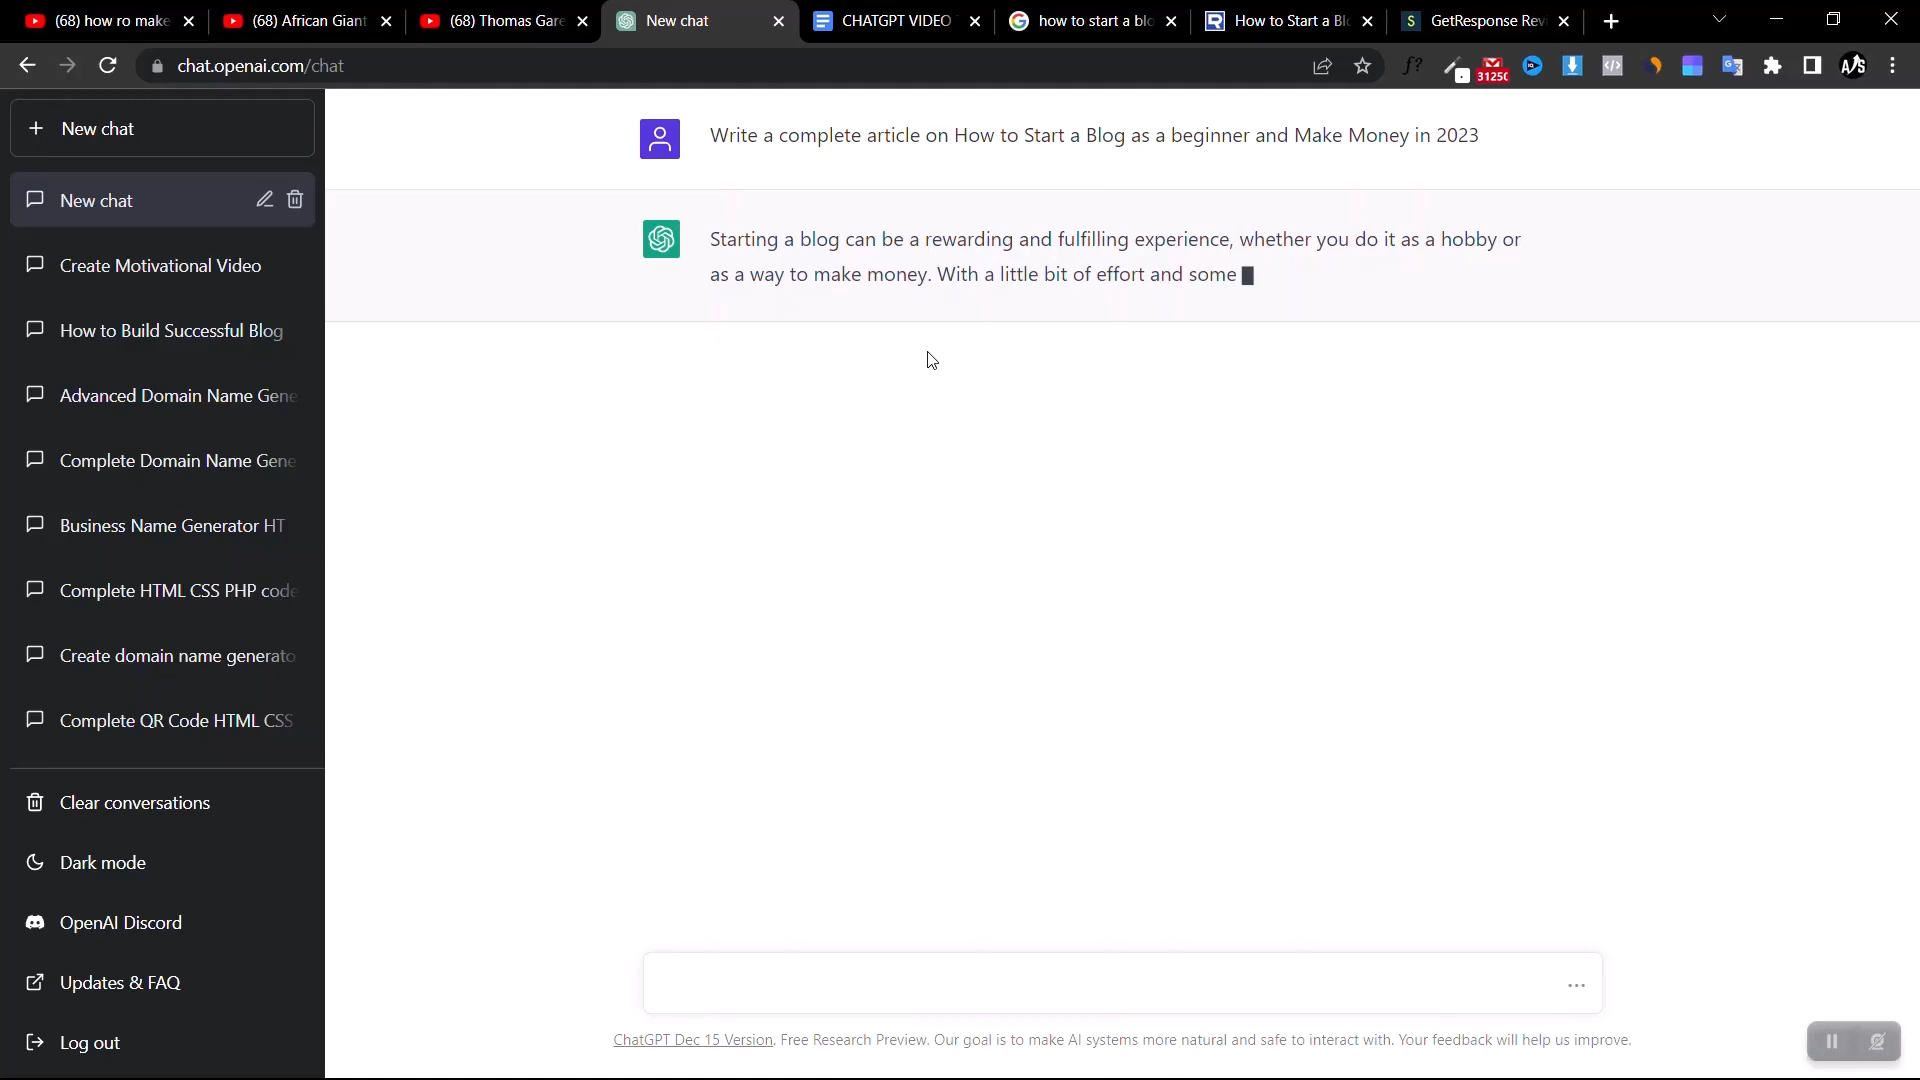 (68) how ro make
(68) African Giant
(68) Thomas Gare
New chat
CHATGPT VIDEO
how to start a blo
How to Start a Blo
S
GetResponse Revi
chat.openai.com/chat
f?
3125(
A/S
New chat
New chat
Create Motivational Video
How to Build Successful Blog
Advanced Domain Name Gene
Complete Domain Name Gene
Business Name Generator HT
Complete HTML CSS PHP code
Create domain name generato
Complete QR Code HTML CSS
Clear conversations
Dark mode
OpenAI Discord
Updates & FAQ
Log out
Write a complete article on How to Start a Blog as a beginner and Make Money in 2023
Starting a blog can be a rewarding and fulfilling experience, whether you do it as a hobby or
as a way to make money. With a little bit of effort and some
ChatGPT Dec 15 Version. Free Research Preview. Our goal is to make AI systems more natural and safe to interact with. Your feedback will help us improve.